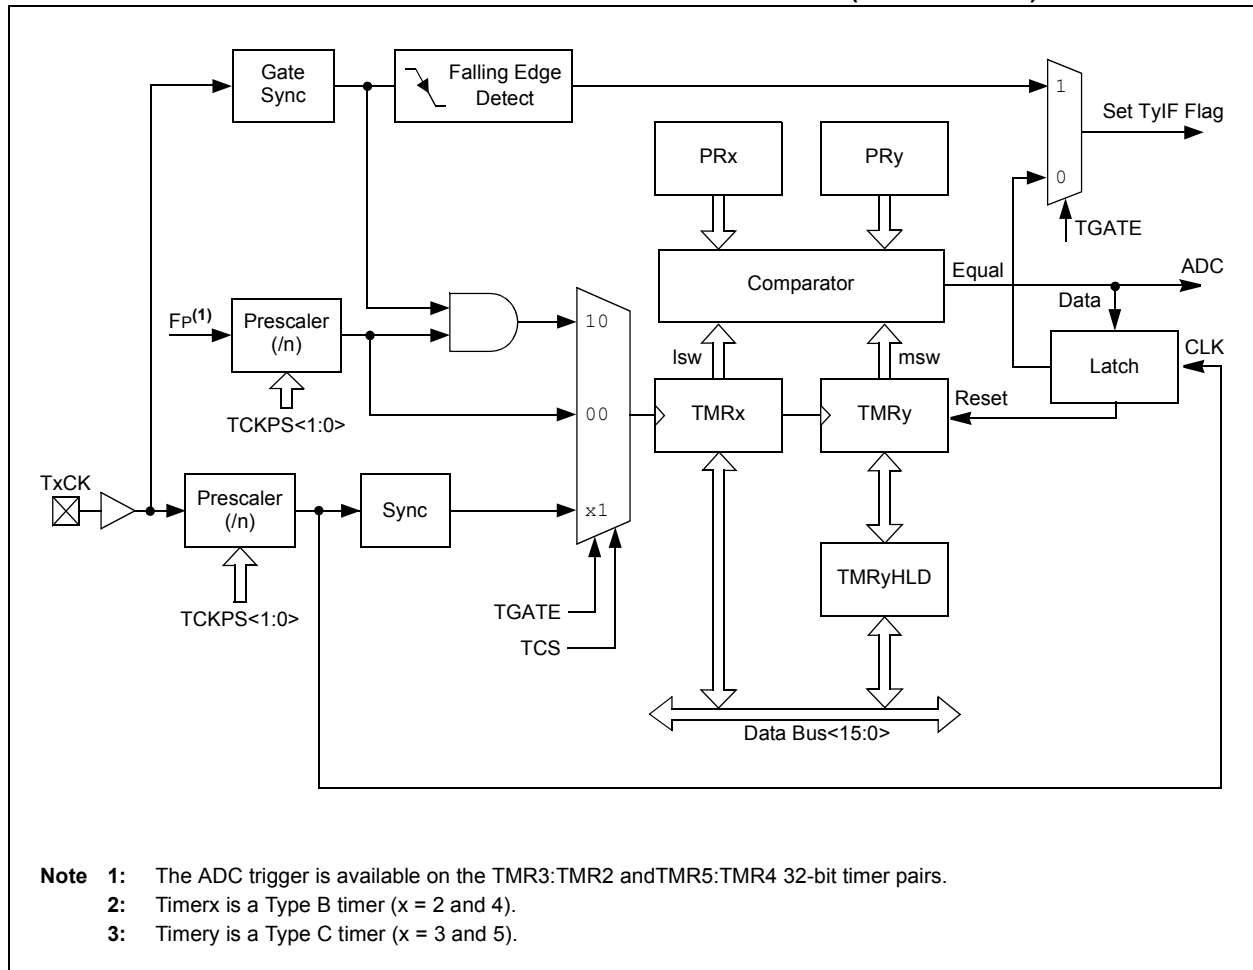 Gate
Sync
Falling Edge
Detect
1
Set TyIF Flag
PRx
PRy
0
TGATE
Comparator
Equal
ADC
Data
FP(1)
Prescaler
(/n)
10
lsw
msw
Latch
CLK
TCKPS<1:0>
00
TMRx
TMRy
Reset
TxCK
Prescaler
(/n)
Sync
x1
TMRyHLD
TGATE
TCKPS<1:0>
TCS
Data Bus<15:0>
Note 1: The ADC trigger is available on the TMR3:TMR2 andTMR5:TMR4 32-bit timer pairs.
2: Timerx is a Type B timer (x = 2 and 4).
3: Timery is a Type C timer (x = 3 and 5).